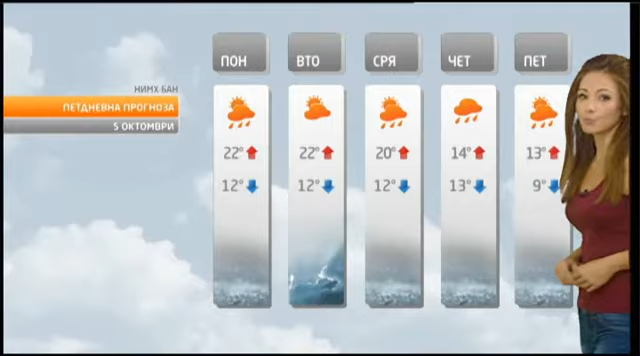 ПОН ВТО СРЯ ЧЕТ ПЕТ
НИМХ БАН
ПЕТДНЕВНА ПРОГНОЗА
5 ОКТОМВРИ
22° 22° 20° 14° 13°
12° 12° 12° 13° 9°